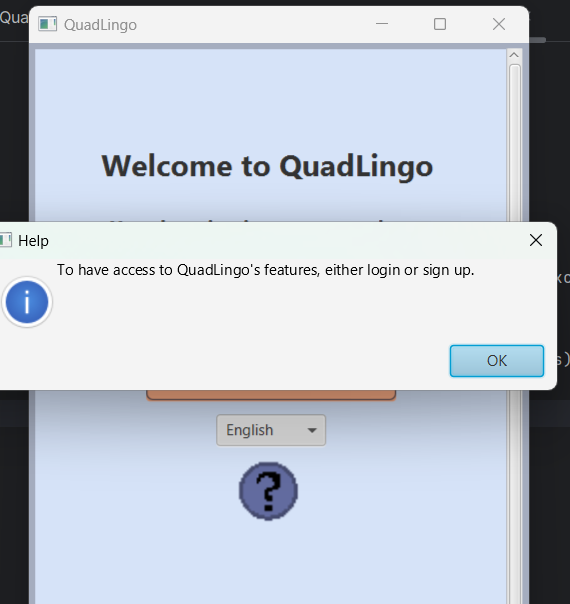 Qua
QuadLingo
Welcome to QuadLingo
Help
To have access to QuadLingo's features, either login or sign up.
OK
English